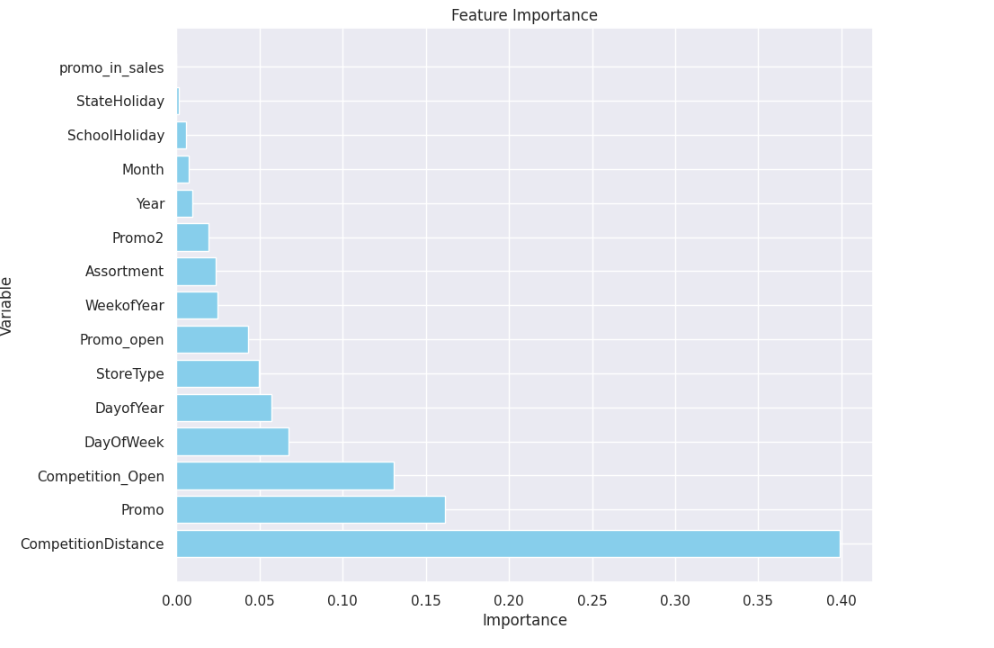 Feature Importance
promo_in_sales
StateHoliday
SchoolHoliday
Month
Year
Promo2
Assortment
WeekofYear
Promo_open
StoreType
DayofYear
DayOfWeek
Competition_Open
Promo
CompetitionDistance
Variable
0.00 0.05 0.10 0.15 0.20 0.25 0.30 0.35 0.40
Importance